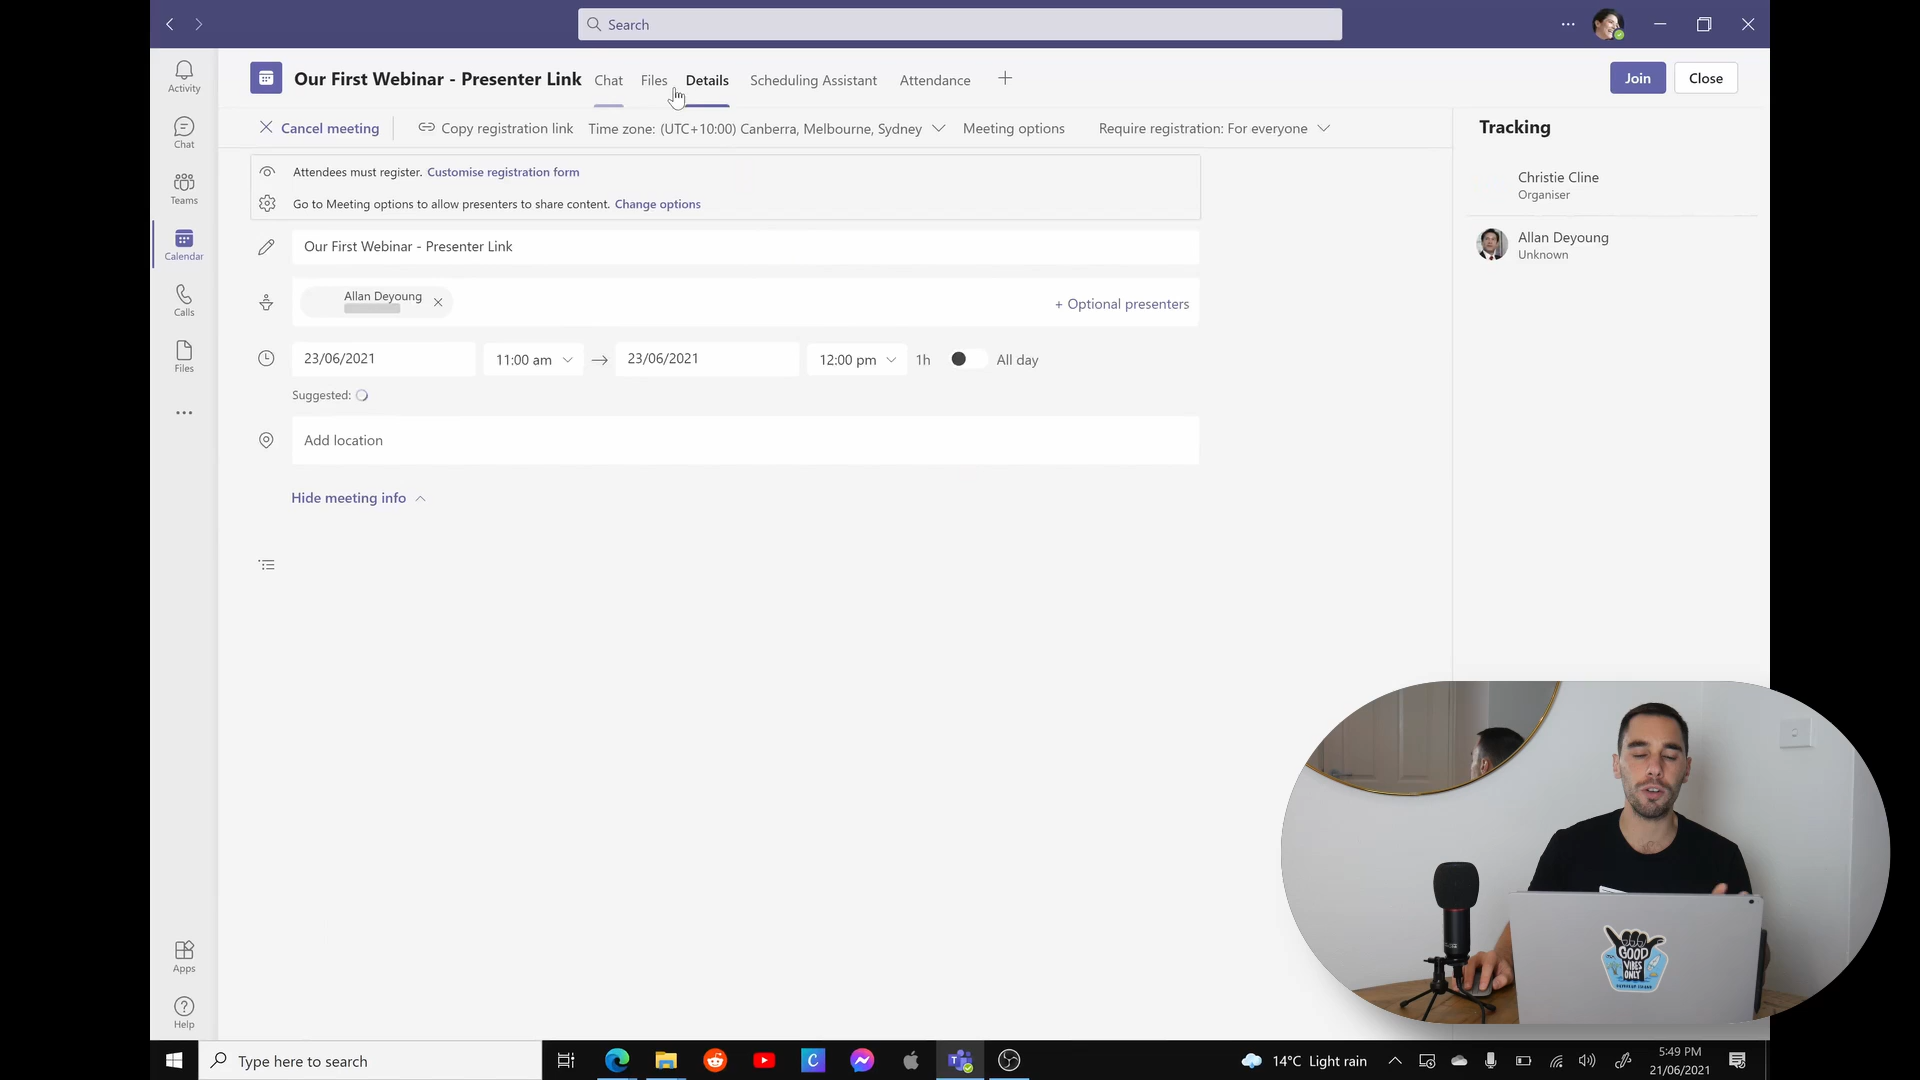 Search
Activity
Chat
Teams
Calendar
Calls
Files
Apps
Help
Our First Webinar - Presenter Link Chat Files Details Scheduling Assistant Attendance
Join Close
Cancel meeting Copy registration link Time zone: (UTC+10:00) Canberra, Melbourne, Sydney Meeting options Require registration: For everyone
Attendees must register. Customise registration form
Go to Meeting options to allow presenters to share content. Change options
Our First Webinar - Presenter Link
Allan Deyoung + Optional presenters
23/06/2021 11:00 am 23/06/2021 12:00 pm 1h All day
Suggested:
Add location
Hide meeting info
Tracking
Christie Cline
Organiser
Allan Deyoung
Unknown
GOOD
VIBES
ONLY
Type here to search
14°C Light rain
5:49 PM
21/06/2021